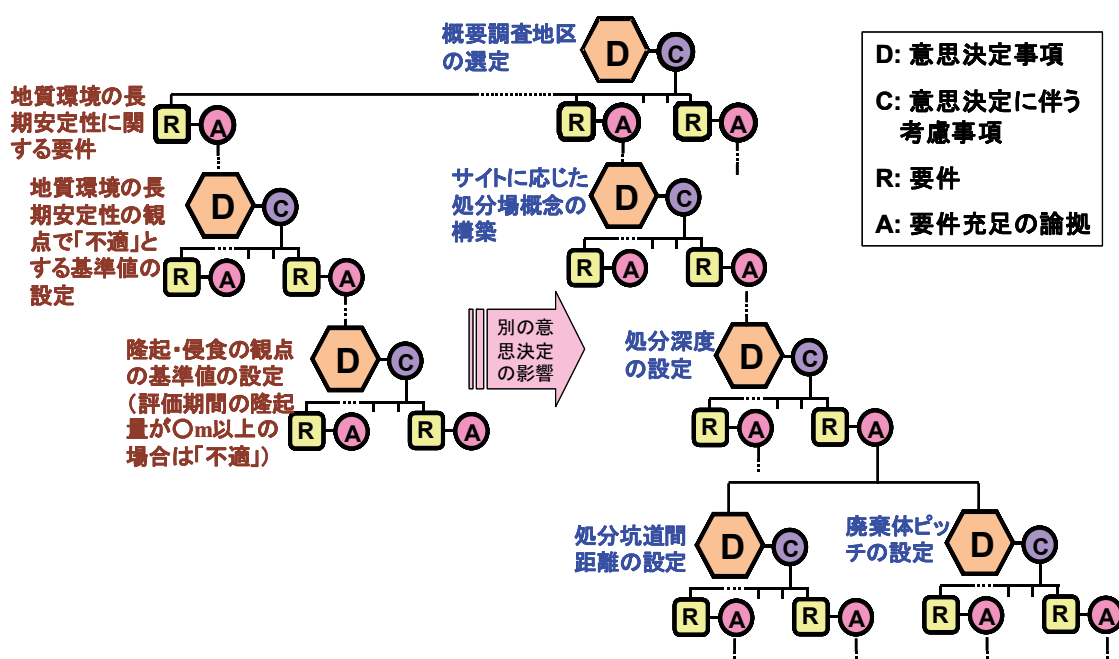 概要調査地区
の選定
D
C
D: 意思決定事項
C: 意思決定に伴う
考慮事項
R: 要件
A: 要件充足の論拠
地質環境の長
期安定性に関
する要件
R
A
R
A
R
A
地質環境の長
期安定性の観
点で「不適」と
する基準値の
設定
D
C
サイトに応じた
処分場概念の
構築
D
C
R
A
R
A
R
A
R
A
隆起・侵食の観点
の基準値の設定
(評価期間の隆起
量が〇m以上の
場合は「不適」)
D
C
別の意
思決定
の影響
処分深度
の設定
D
C
R
A
R
A
R
A
R
A
処分坑道間
距離の設定
D
C
廃棄体ピッ
チの設定
D
C
R
A
R
A
R
A
R
A